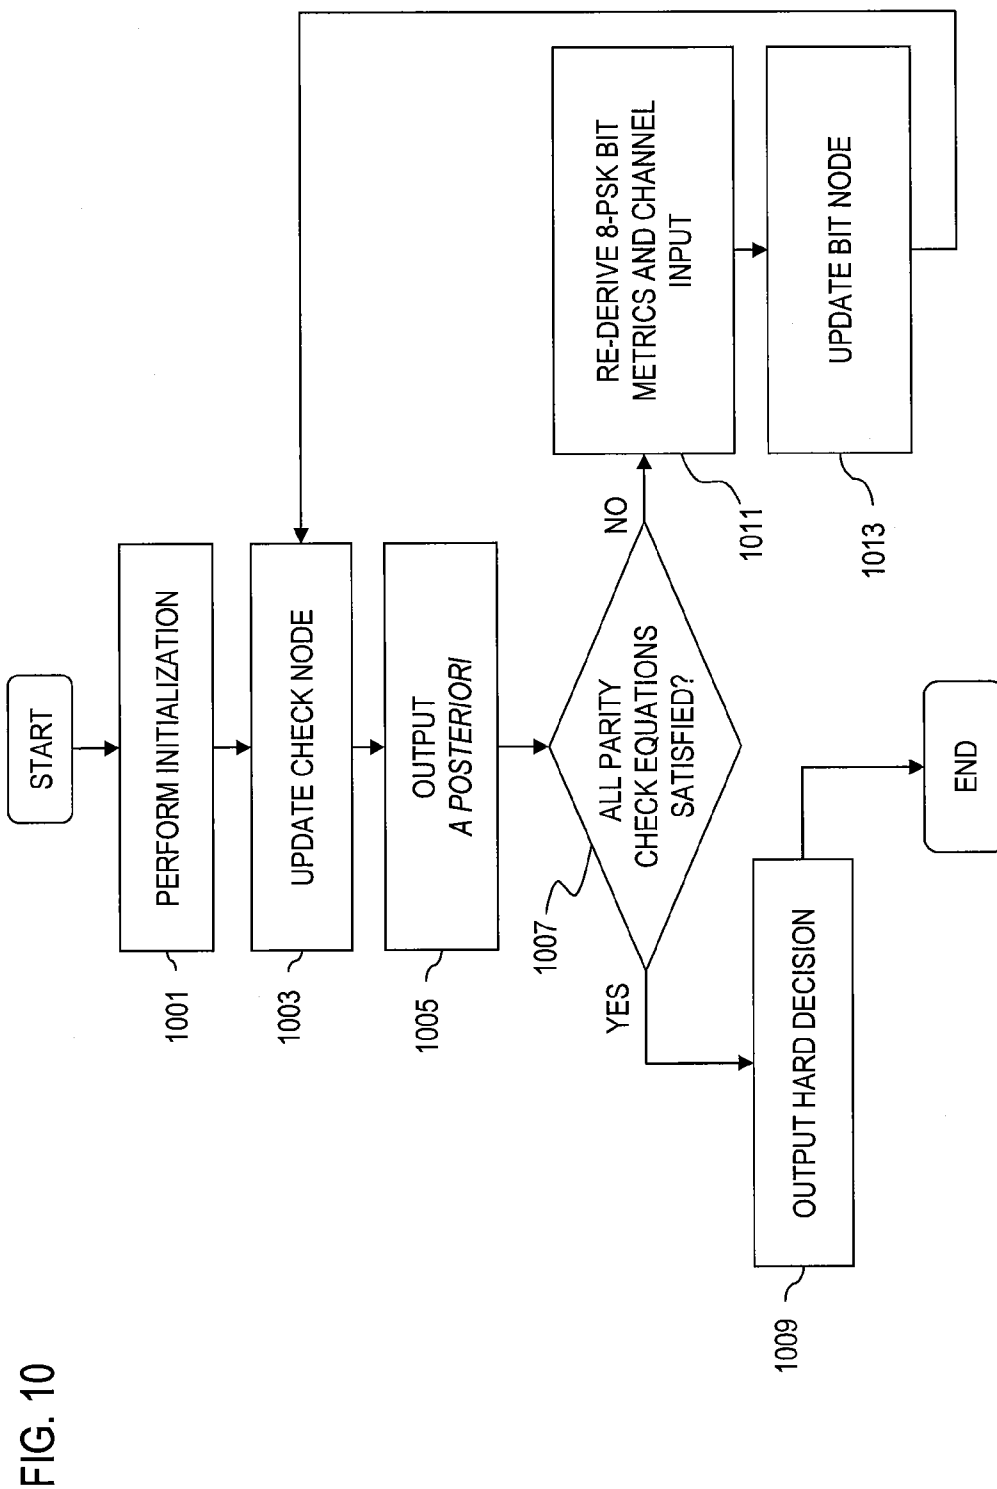 FIG. 10
START
PERFORM INITIALIZATION
1001
UPDATE CHECK NODE
1003
OUTPUT
A POSTERIORI
1005
ALL PARITY
CHECK EQUATIONS
SATISFIED?
1007
YES
NO
OUTPUT HARD DECISION
1009
END
RE-DERIVE 8-PSK BIT
METRICS AND CHANNEL
INPUT
1011
UPDATE BIT NODE
1013